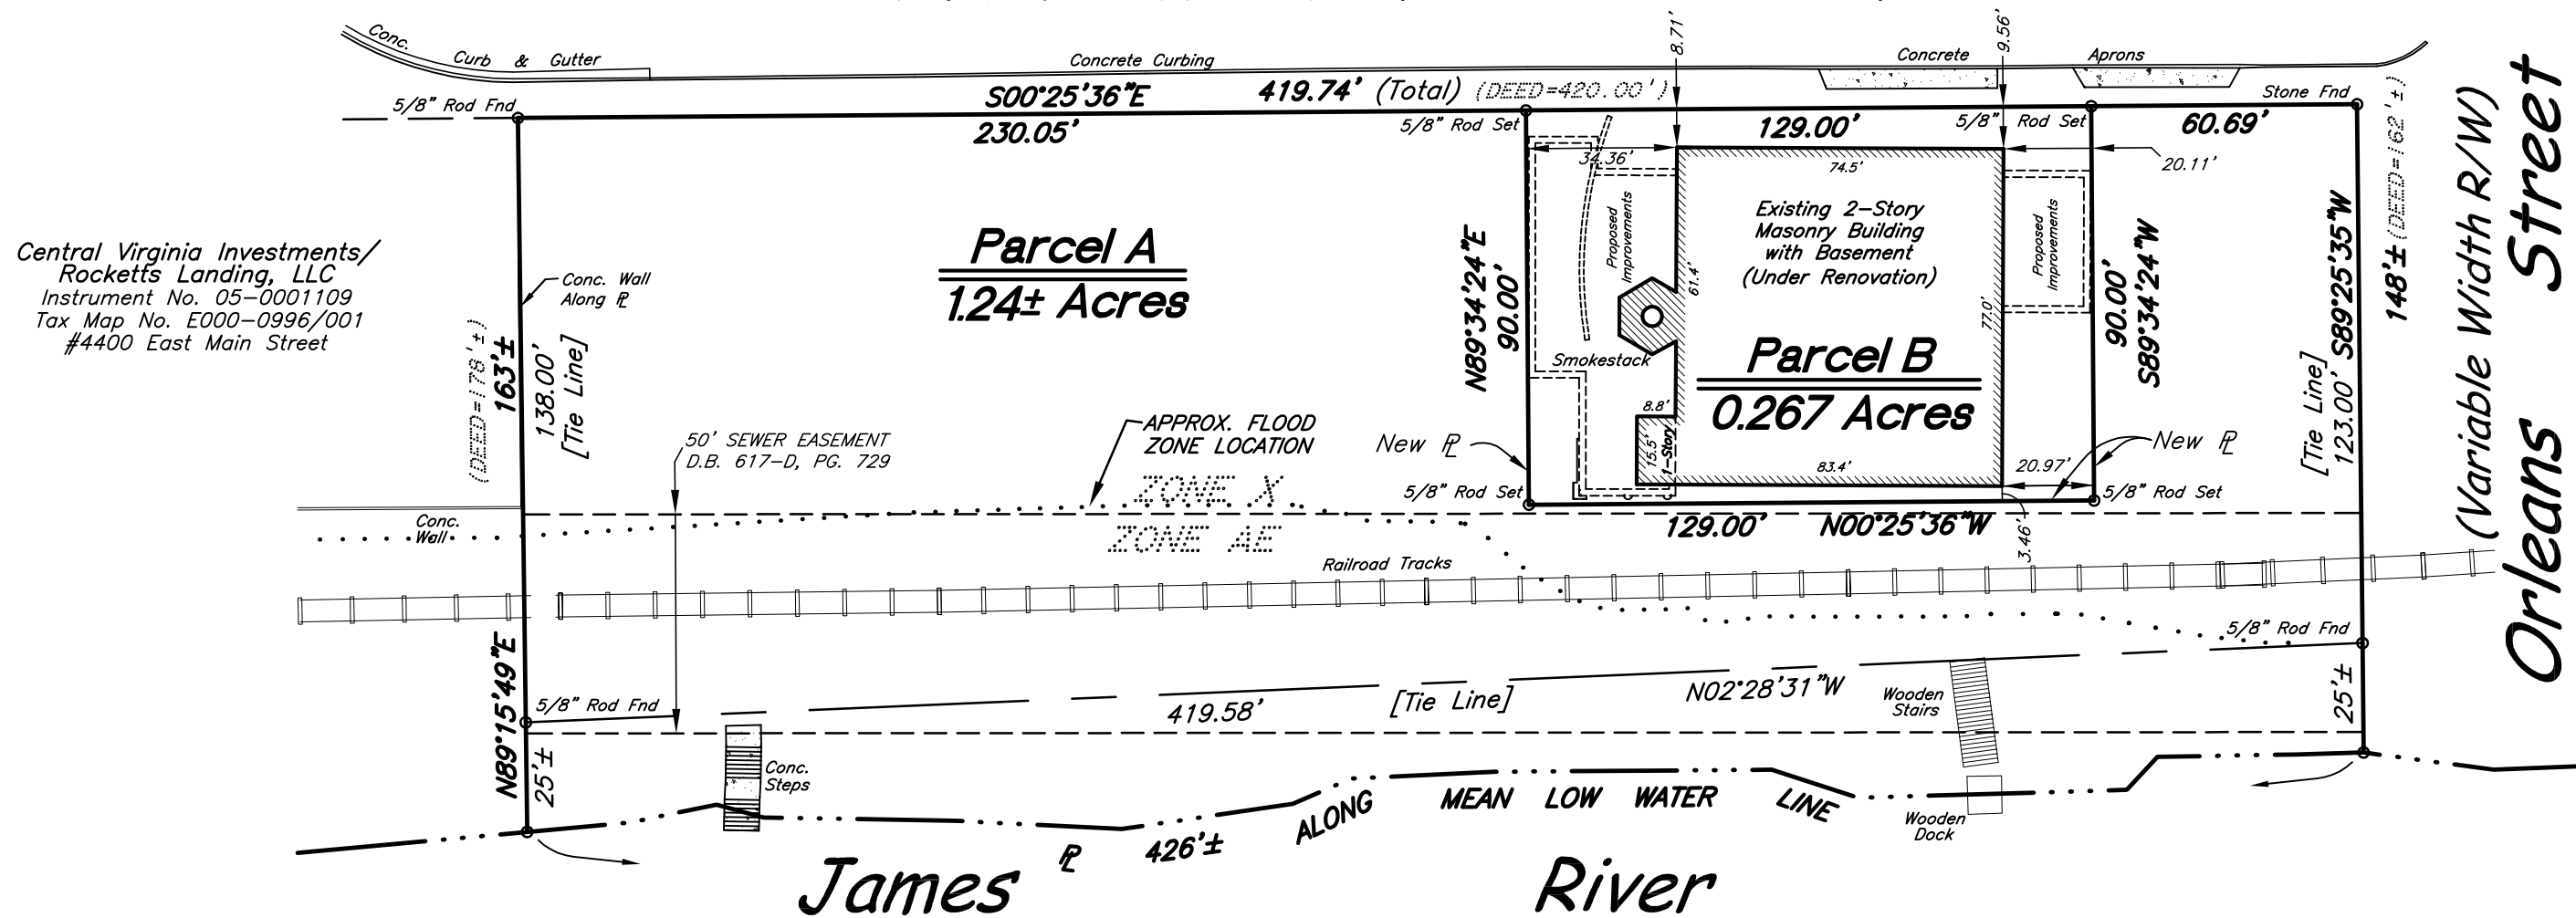 Conc.
Curb & Gutter
Concrete Curbing
8.71'
Concrete Aprons
9.56'
5/8" Rod Fnd
S00°25'36"E 419.74' (Total) (DEED=420.00')
Stone Fnd
230.05'
5/8" Rod Set
129.00'
5/8" Rod Set
60.69'
34.36'
74.5'
20.11'
Central Virginia Investments/
Rocketts Landing, LLC
Instrument No. 05-0001109
Tax Map No. E000-0996/001
#4400 East Main Street
Conc. Wall
Along ⅊
Parcel A
1.24± Acres
(DEED=178'±)
163'±
138.00'
[Tie Line]
N89°34'24"E
90.00'
Proposed
Improvements
61.4'
Existing 2-Story
Masonry Building
with Basement
(Under Renovation)
77.0'
Proposed
Improvements
90.00'
S89°34'24"W
S89°25'35"W
[Tie Line]
123.00'
148'± (DEED=162'±)
(Variable Width R/W)
Orleans Street
Smokestack
Parcel B
0.267 Acres
8.8'
15.5'
1-Story
83.4'
20.97'
50' SEWER EASEMENT
D.B. 617-D, PG. 729
APPROX. FLOOD
ZONE LOCATION
New ⅊
New ⅊
5/8" Rod Set
5/8" Rod Set
ZONE X
ZONE AE
Conc.
Wall
129.00' N00°25'36"W
3.46'
Railroad Tracks
5/8" Rod Fnd
N89°15'49"E
5/8" Rod Fnd
25'±
419.58' [Tie Line] N02°28'31"W
Wooden
Stairs
25'±
Conc.
Steps
⅊ 426'± ALONG MEAN LOW WATER LINE
Wooden
Dock
James River